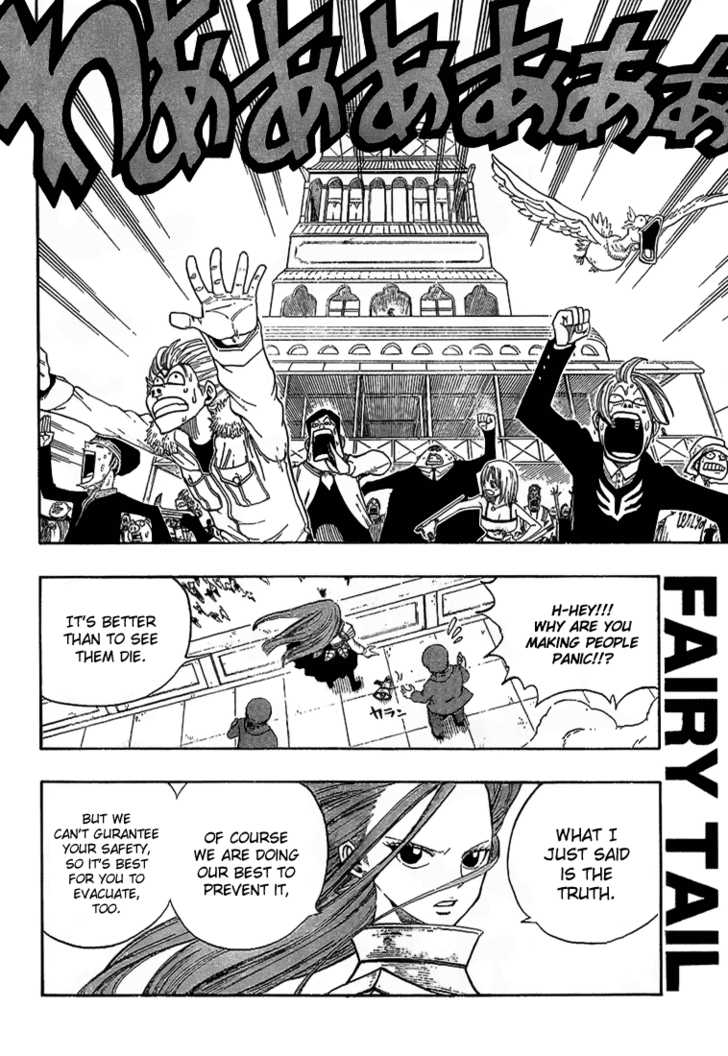 わああああああ
H-HEY!!!
WHY ARE YOU
MAKING PEOPLE
PANIC!!?
カラン
IT'S BETTER
THAN TO SEE
THEM DIE.
WHAT I
JUST SAID
IS THE
TRUTH.
OF COURSE
WE ARE DOING
OUR BEST TO
PREVENT IT,
BUT WE
CAN'T GURANTEE
YOUR SAFETY,
SO IT'S BEST
FOR YOU TO
EVACUATE,
TOO.
FAIRY TAIL